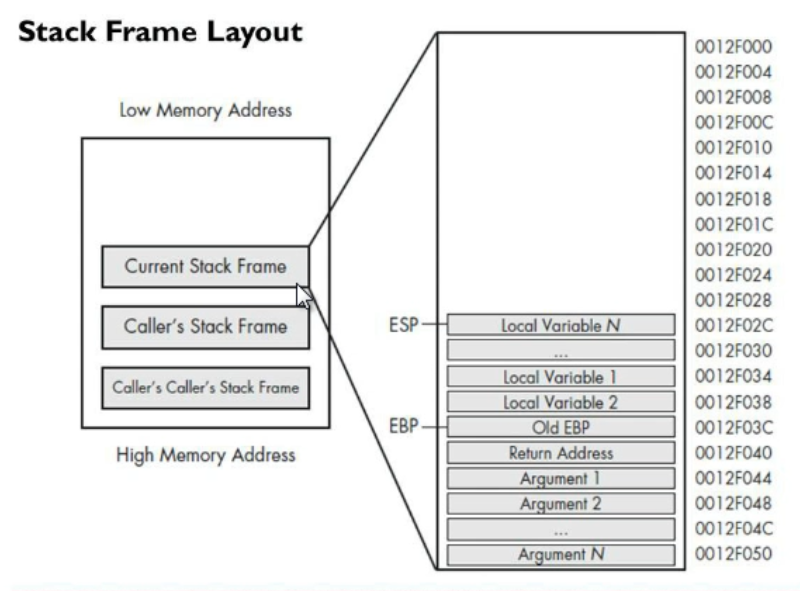 Stack Frame Layout
Low Memory Address
Current Stack Frame
Caller's Stack Frame
Caller's Caller's Stack Frame
High Memory Address
0012F000
0012F004
0012F008
0012F00C
0012F010
0012F014
0012F018
0012F01C
0012F020
0012F024
0012F028
ESP Local Variable N 0012F02C
... 0012F030
Local Variable 1 0012F034
Local Variable 2 0012F038
EBP Old EBP 0012F03C
Return Address 0012F040
Argument 1 0012F044
Argument 2 0012F048
... 0012F04C
Argument N 0012F050